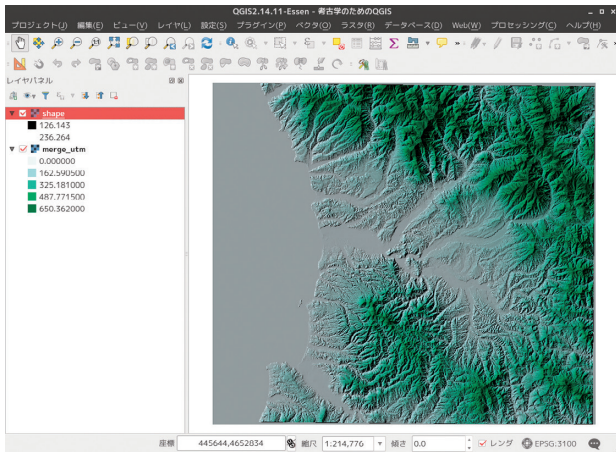 QGIS2.14.11-Essen - 考古学のためのQGIS
プロジェクト(J) 編集(E) ビュー(V) レイヤ(L) 設定(S) プラグイン(P) ベクタ(O) ラスタ(R) データベース(D) Web(W) プロセッシング(C) ヘルプ(H)
レイヤパネル
shape
126.143
236.264
merge_utm
0.000000
162.590500
325.181000
487.771500
650.362000
座標 445644,4652834 縮尺 1:214,776 傾き 0.0 レンダ EPSG:3100